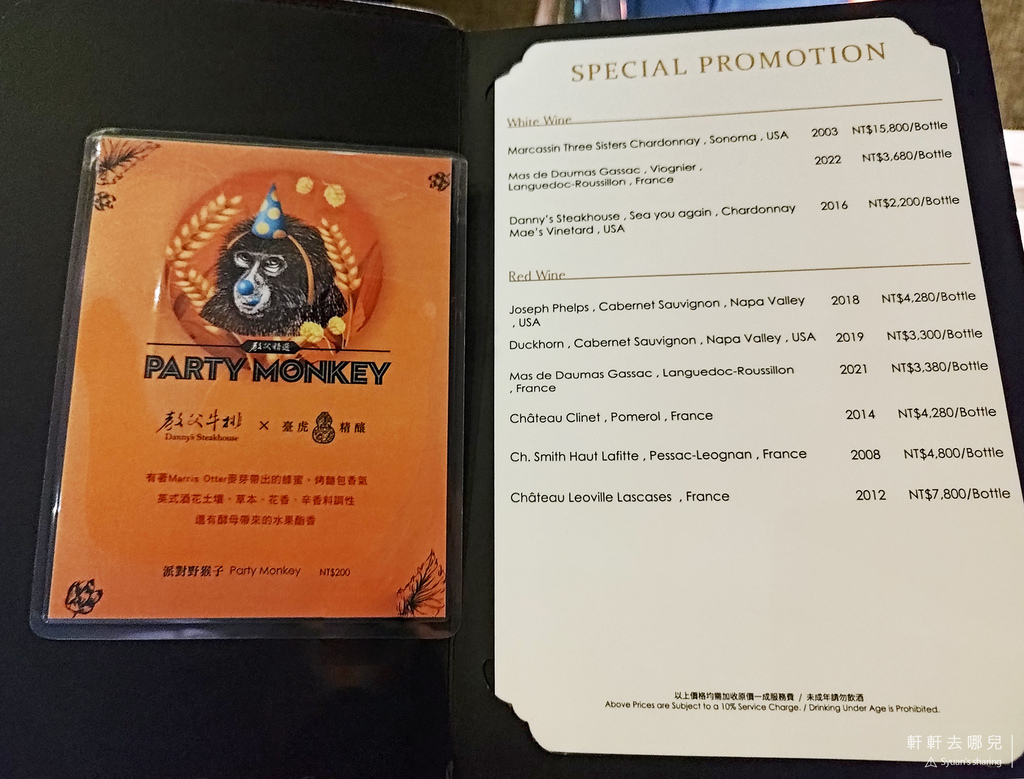 教父精選
PARTY MONKEY
教父牛排 × 臺虎 精釀
Danny's Steakhouse
有著Marris Otter麥芽帶出的蜂蜜、烤麵包香氣
英式酒花土壤、草本、花香、辛香料調性
還有酵母帶來的水果酯香
派對野猴子 Party Monkey NT$200
SPECIAL PROMOTION
White Wine
Marcassin Three Sisters Chardonnay , Sonoma , USA 2003 NT$15,800/Bottle
Mas de Daumas Gassac , Viognier , 2022 NT$3,680/Bottle
Languedoc-Roussillon , France
Danny's Steakhouse , Sea you again , Chardonnay 2016 NT$2,200/Bottle
Mae's Vinetard , USA
Red Wine
Joseph Phelps , Cabernet Sauvignon , Napa Valley 2018 NT$4,280/Bottle
, USA
Duckhorn , Cabernet Sauvignon , Napa Valley , USA 2019 NT$3,300/Bottle
Mas de Daumas Gassac , Languedoc-Roussillon 2021 NT$3,380/Bottle
, France
Château Clinet , Pomerol , France 2014 NT$4,280/Bottle
Ch. Smith Haut Lafitte , Pessac-Leognan , France 2008 NT$4,800/Bottle
Château Leoville Lascases , France 2012 NT$7,800/Bottle
以上價格均需加收原價一成服務費 / 未成年請勿飲酒
Above Prices are Subject to a 10% Service Charge. / Drinking Under Age is Prohibited.
軒軒去哪兒
Syuan's sharing